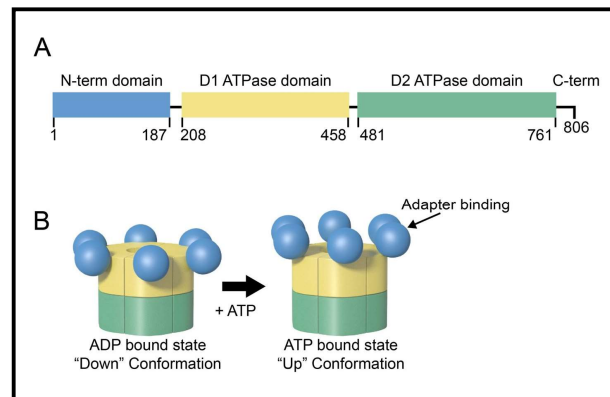 A
N-term domain D1 ATPase domain D2 ATPase domain C-term
1 187 208 458 481 761 806
B
Adapter binding
+ ATP
ADP bound state
“Down” Conformation
ATP bound state
“Up” Conformation